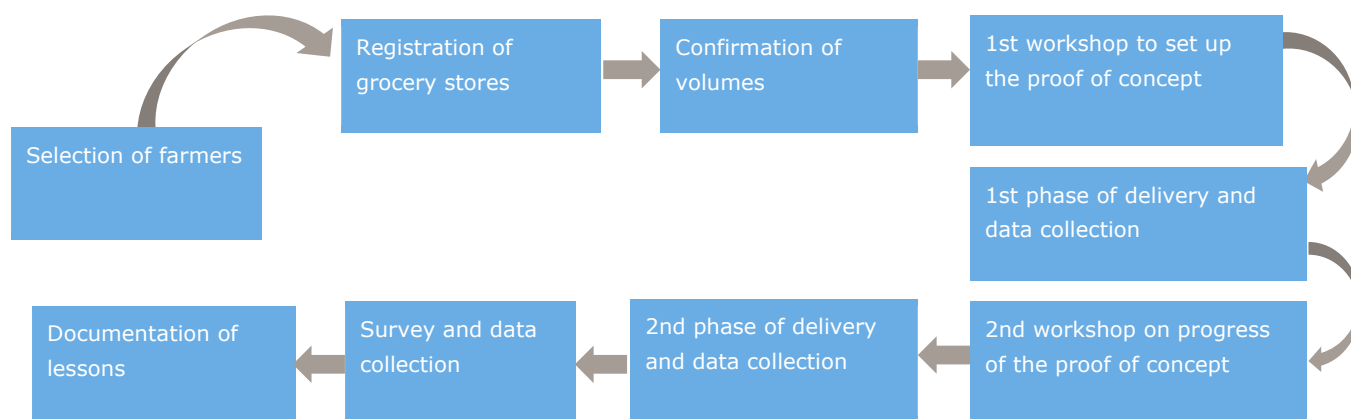 Selection of farmers
Registration of
grocery stores
Confirmation of
volumes
1st workshop to set up
the proof of concept
1st phase of delivery and
data collection
2nd workshop on progress
of the proof of concept
2nd phase of delivery
and data collection
Survey and data
collection
Documentation of
lessons